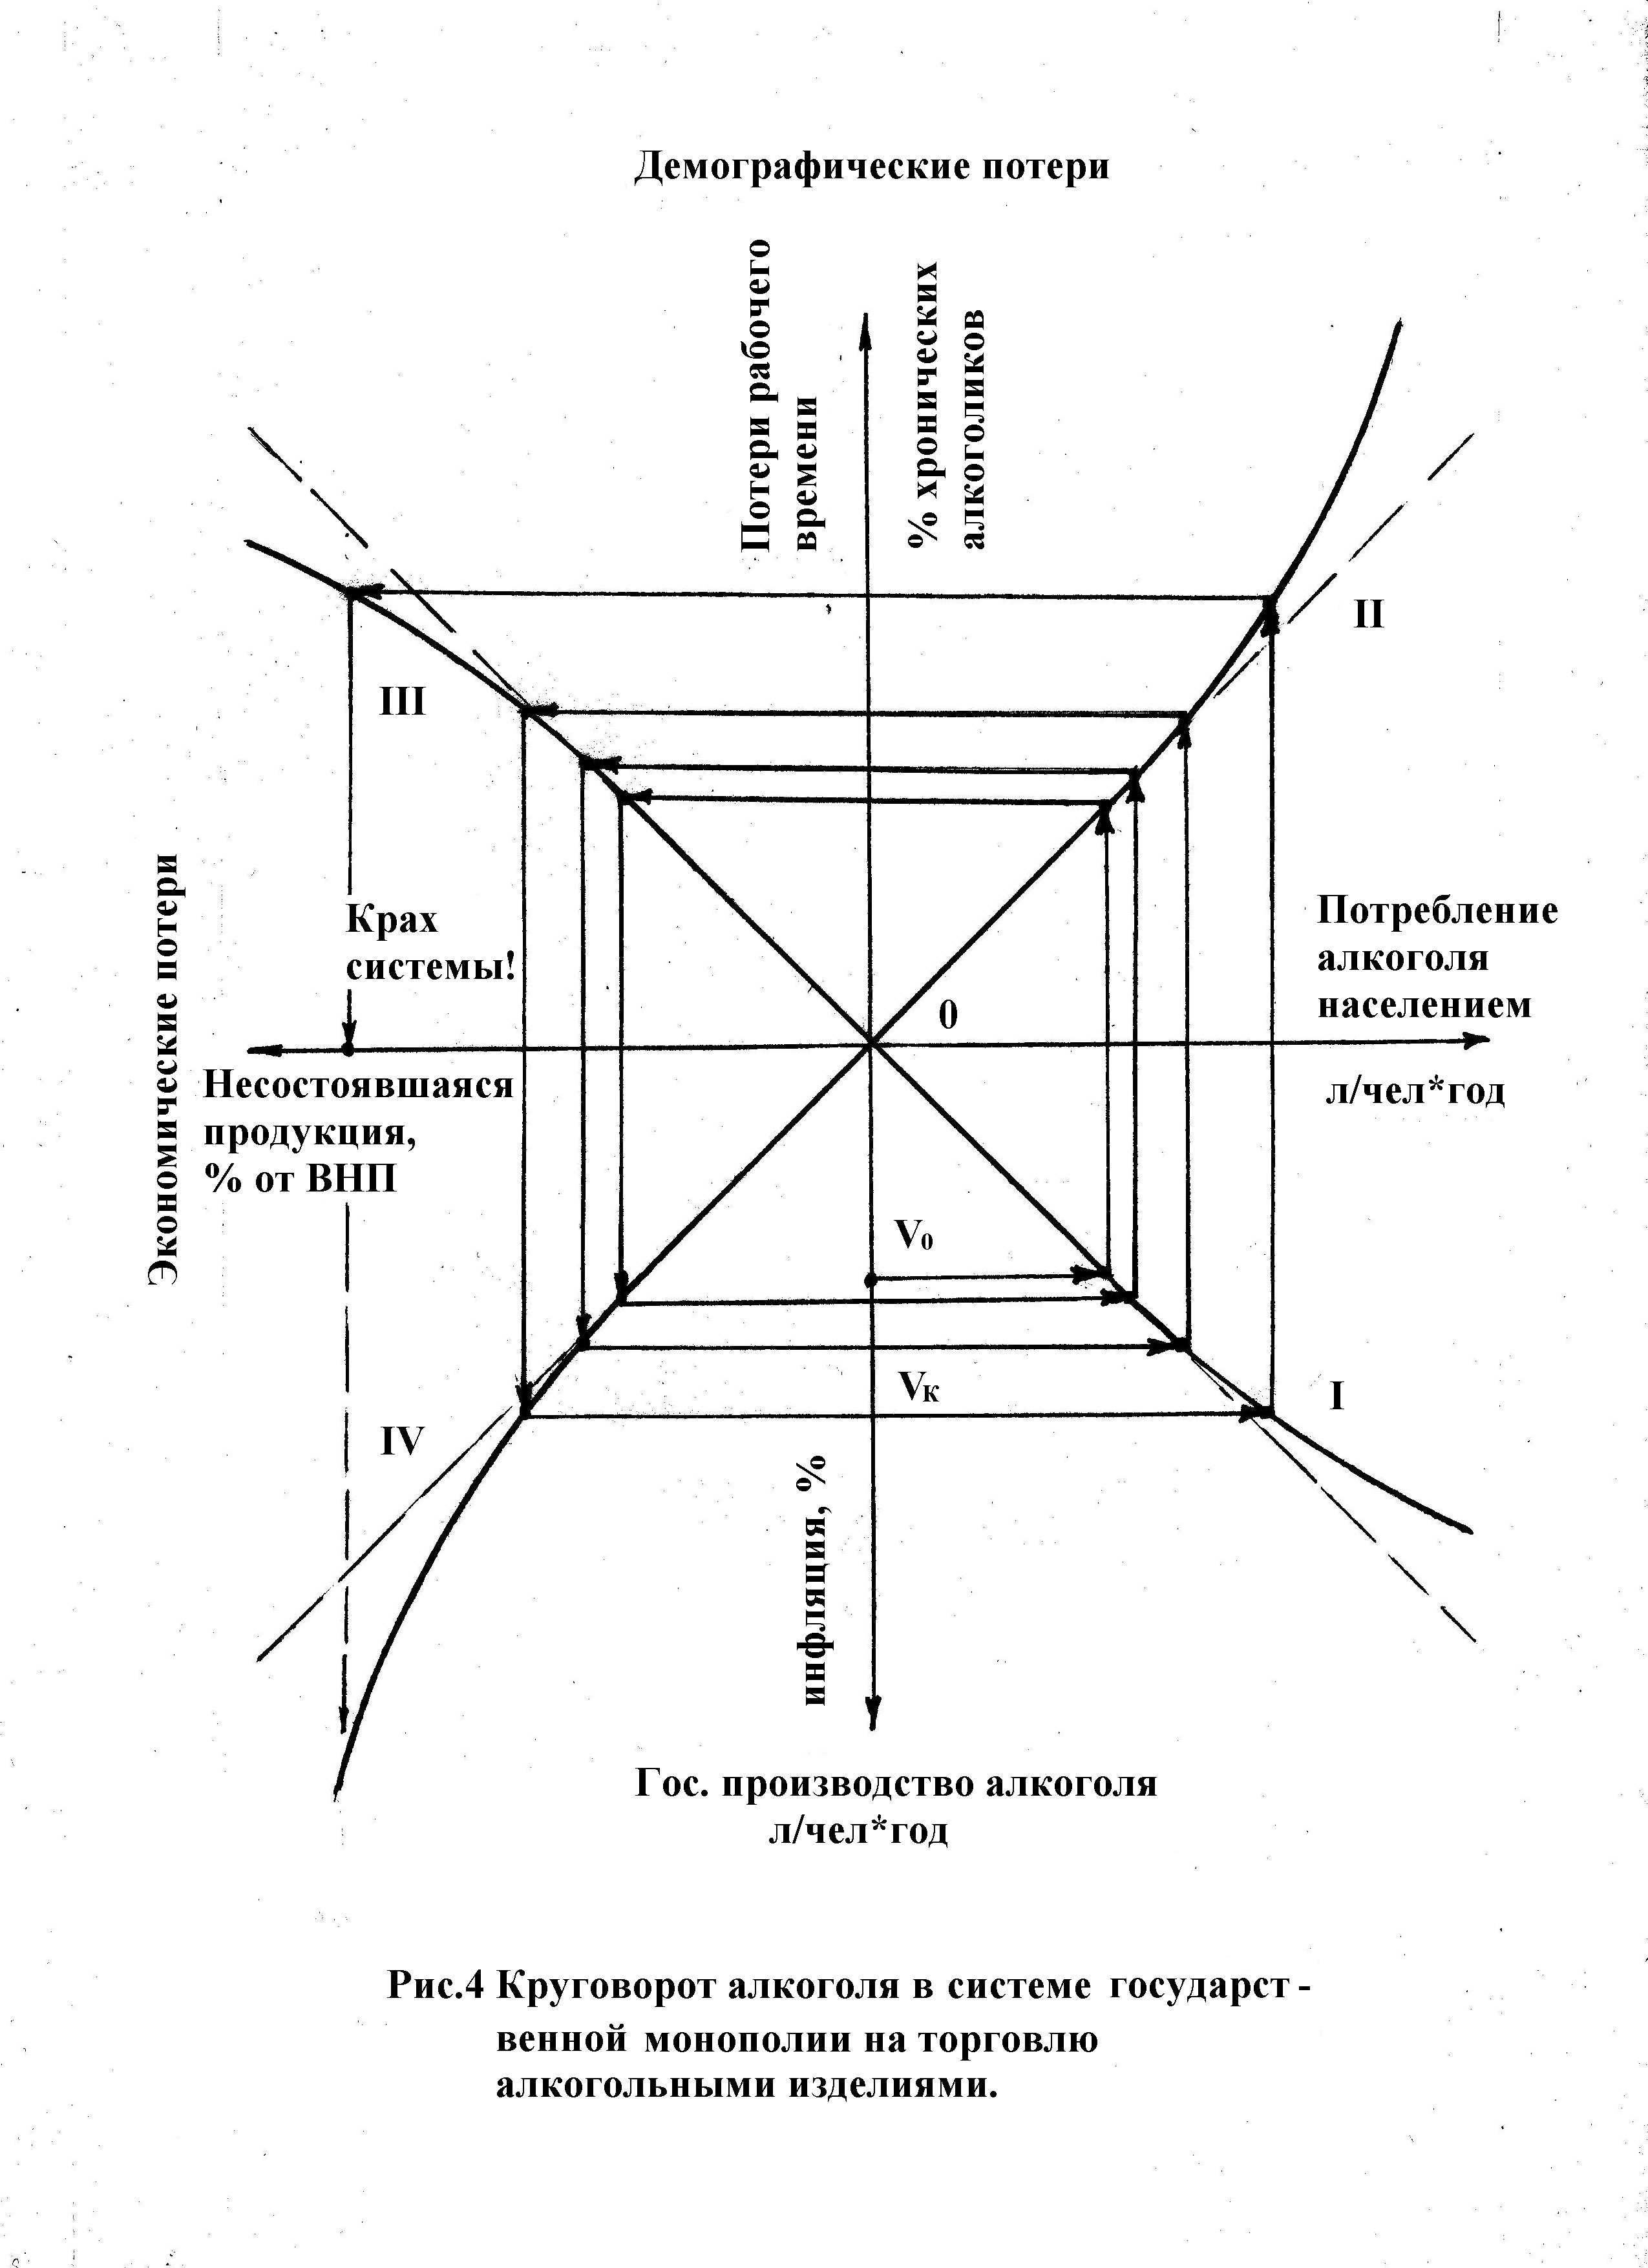 Демографические потери
Потери рабочего
времени
% хронических
алкоголиков
II
III
Экономические потери
Крах
системы!
Потребление
алкоголя
населением
0
л/чел*год
Несостоявшаяся
продукция,
% от ВНП
V₀
Vк
I
IV
инфляция, %
Гос. производство алкоголя
л/чел*год
Рис.4 Круговорот алкоголя в системе государст -
венной монополии на торговлю
алкогольными изделиями.